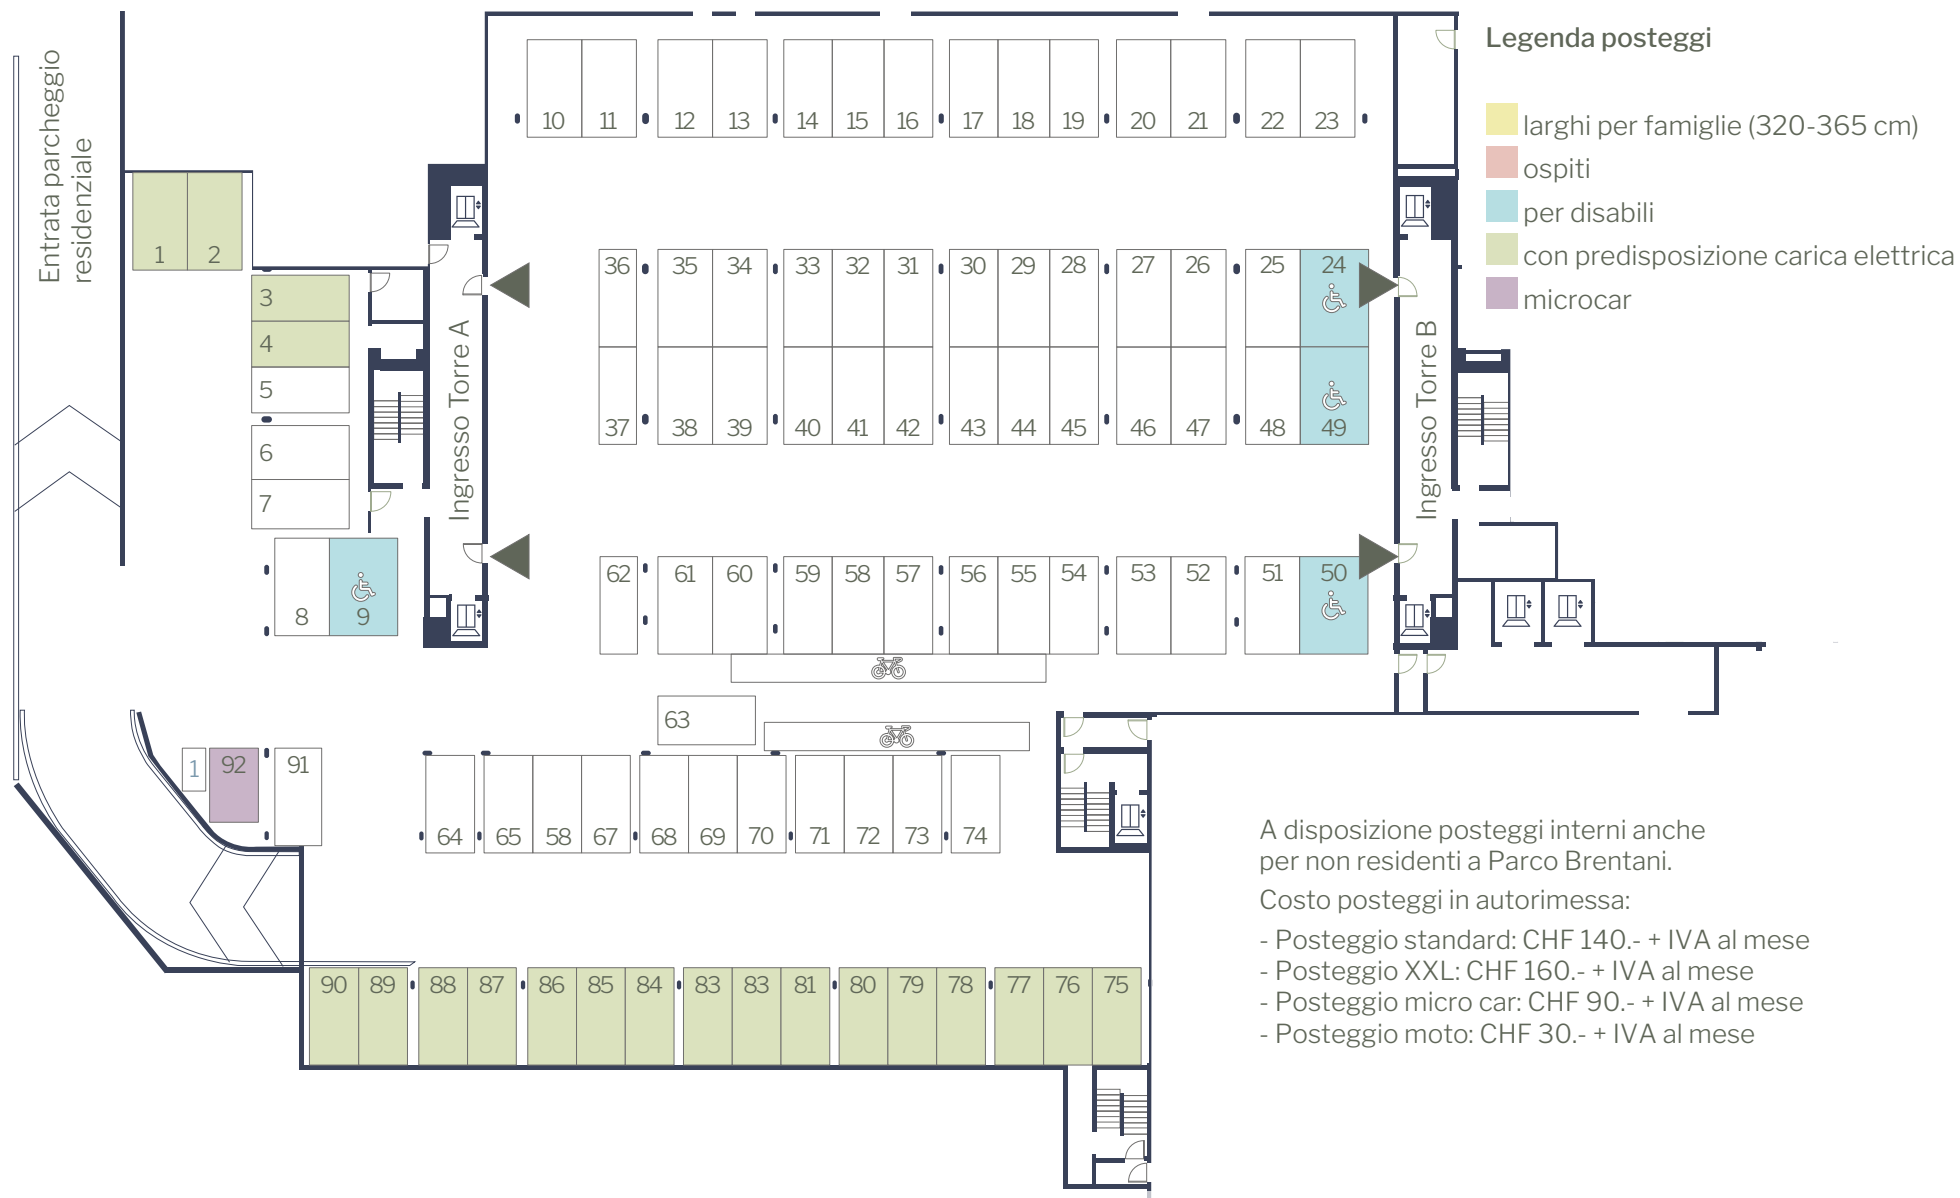 Entrata parcheggio
residenziale
Legenda posteggi
larghi per famiglie (320-365 cm)
ospiti
per disabili
con predisposizione carica elettrica
microcar
10 11 12 13 14 15 16 17 18 19 20 21 22 23
1 2
3
4
5
6
7
8 9
Ingresso Torre A
36 35 34 33 32 31 30 29 28 27 26 25 24
37 38 39 40 41 42 43 44 45 46 47 48 49
Ingresso Torre B
62 61 60 59 58 57 56 55 54 53 52 51 50
63
1 92 91
64 65 58 67 68 69 70 71 72 73 74
90 89 88 87 86 85 84 83 83 81 80 79 78 77 76 75
A disposizione posteggi interni anche
per non residenti a Parco Brentani.
Costo posteggi in autorimessa:
- Posteggio standard: CHF 140.- + IVA al mese
- Posteggio XXL: CHF 160.- + IVA al mese
- Posteggio micro car: CHF 90.- + IVA al mese
- Posteggio moto: CHF 30.- + IVA al mese